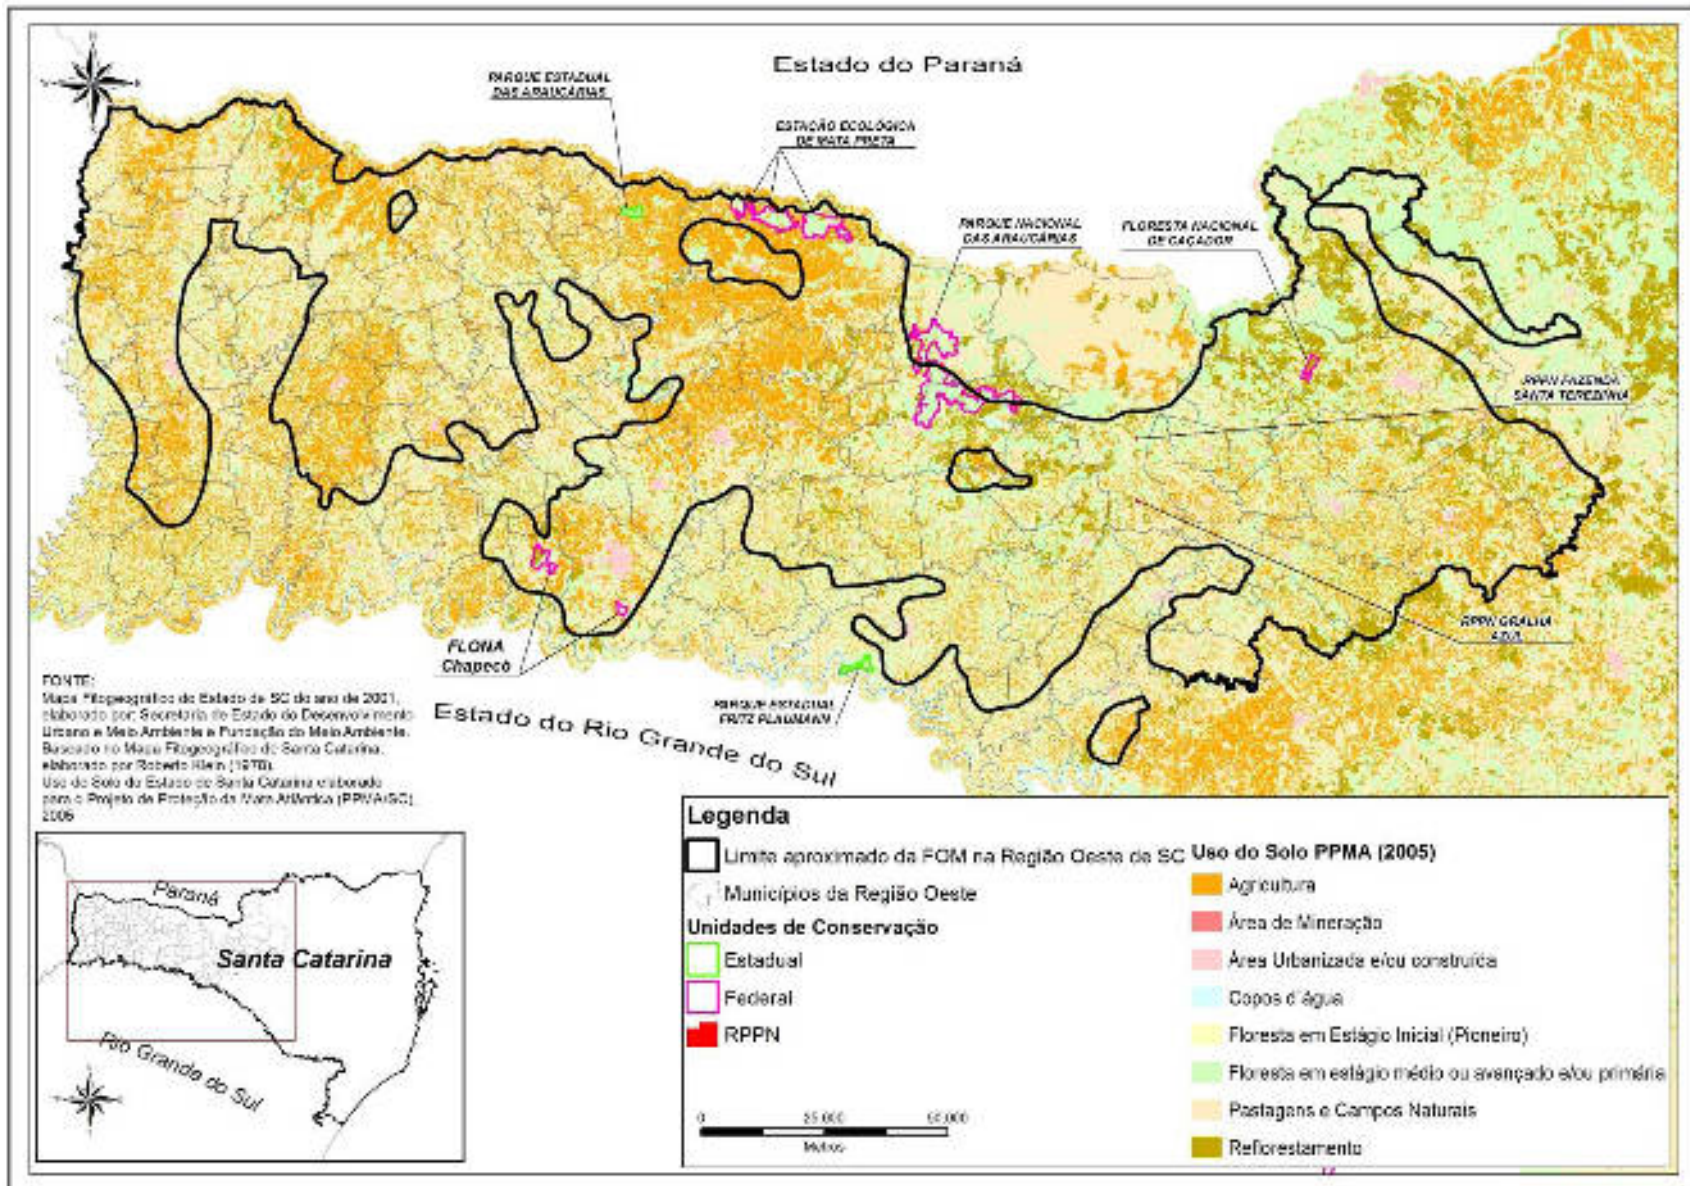 Estado do Paraná
PARQUE ESTADUAL
DAS ARAUCÁRIAS
ESTAÇÃO ECOLÓGICA
DE MATA PRETA
PARQUE NACIONAL
DAS ARAUCÁRIAS
FLORESTA NACIONAL
DE CAÇADOR
RPPN FAZENDA
SANTA TEREZINHA
RPPN GRALHA
AZUL
FLONA
Chapecó
PARQUE ESTADUAL
FRITZ PLAUMANN
Estado do Rio Grande do Sul
FONTE:
Mapa Fitogeográfico do Estado de SC do ano de 2001,
elaborado por: Secretaria de Estado do Desenvolvimento
Urbano e Meio Ambiente e Fundação do Meio Ambiente.
Baseado no Mapa Fitogeográfico de Santa Catarina,
elaborado por Roberto Klein (1978).
Uso do Solo do Estado de Santa Catarina elaborado
para o Projeto de Proteção da Mata Atlântica (PPMA/SC),
2005
Paraná
Santa Catarina
Rio Grande do Sul
Legenda
Limite aproximado da FOM na Região Oeste de SC
Municípios da Região Oeste
Unidades de Conservação
Estadual
Federal
RPPN
0 25.000 50.000
Metros
Uso do Solo PPMA (2005)
Agricultura
Área de Mineração
Área Urbanizada e/ou construída
Copos d'água
Floresta em Estágio Inicial (Pioneiro)
Floresta em estágio médio ou avançado e/ou primária
Pastagens e Campos Naturais
Reflorestamento